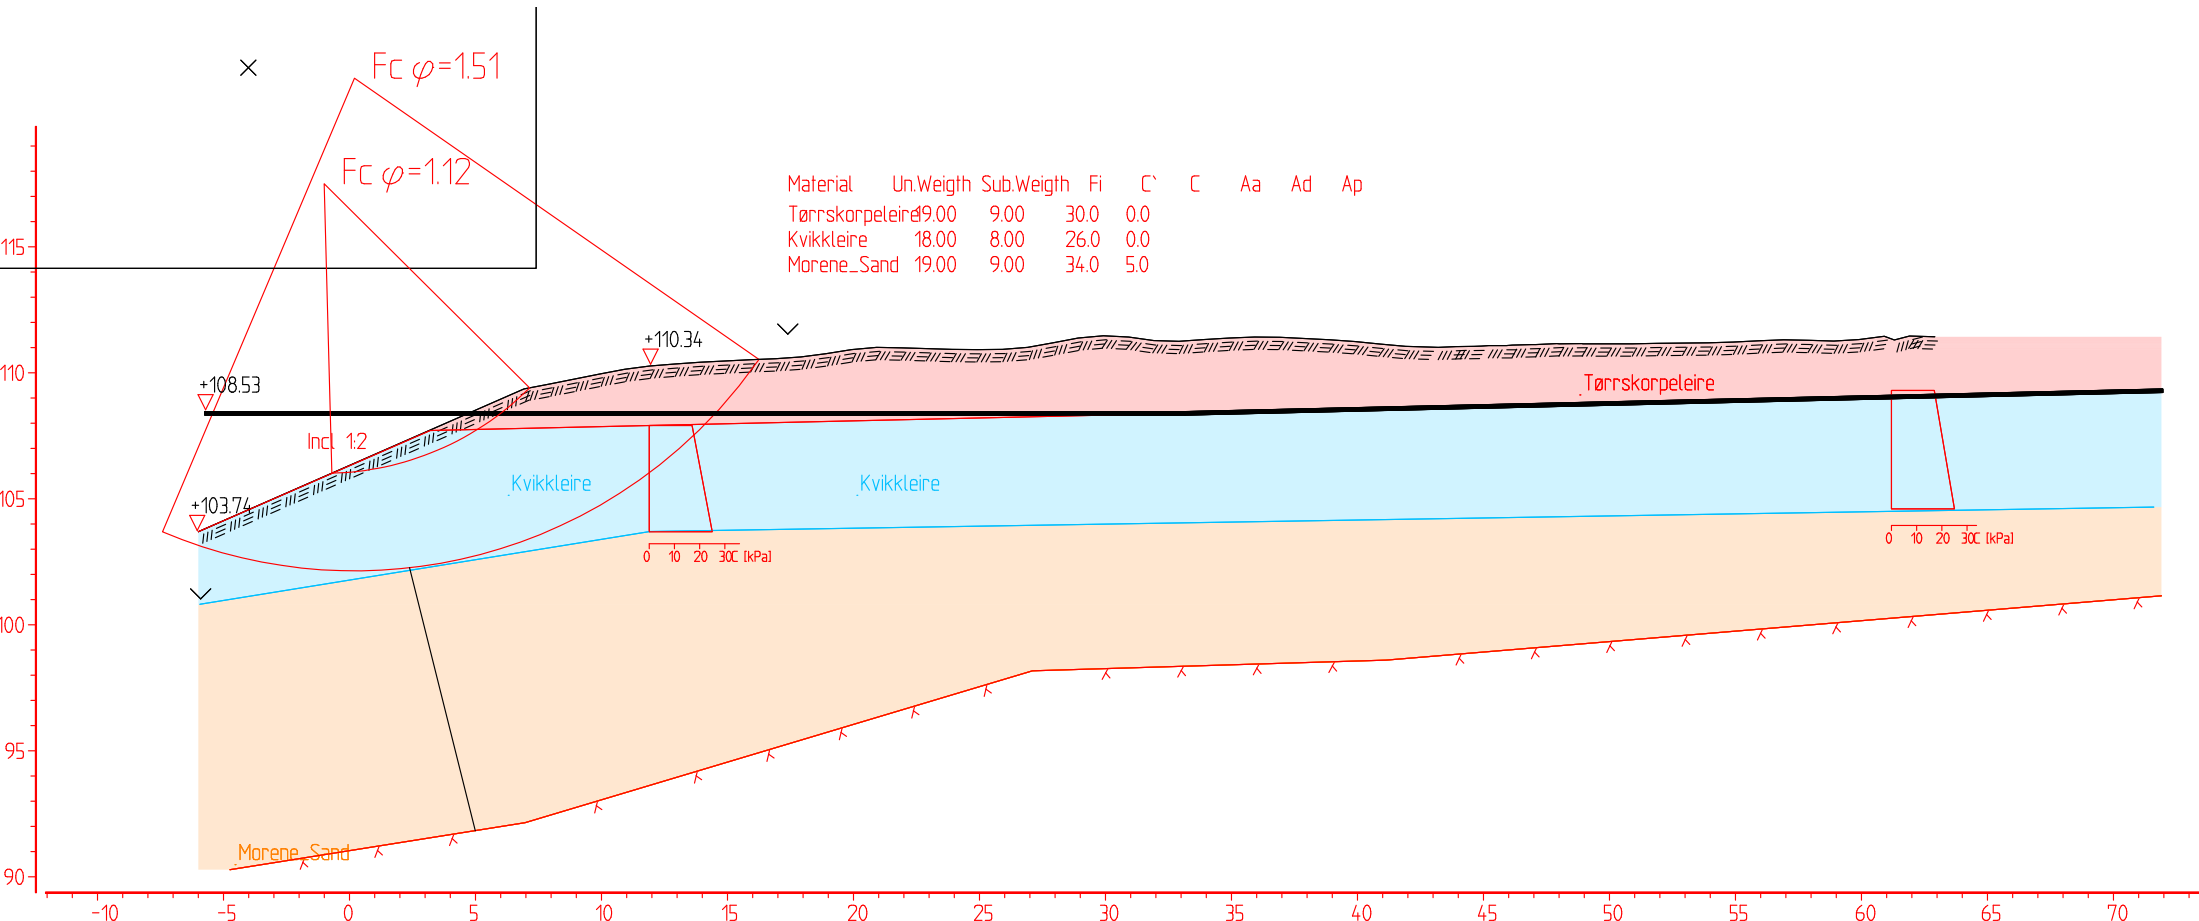 Fc φ=1.51
Fc φ=1.12
Material Un.Weigth Sub.Weigth Fi C` C Aa Ad Ap
Tørrskorpeleire 19.00 9.00 30.0 0.0
Kvikkleire 18.00 8.00 26.0 0.0
Morene_Sand 19.00 9.00 34.0 5.0
115
110
105
100
95
90
+110.34
+108.53
Tørrskorpeleire
Incl 1:2
Kvikkleire
Kvikkleire
+103.74
0 10 20 30 C [kPa]
0 10 20 30 C [kPa]
Morene_Sand
-10 -5 0 5 10 15 20 25 30 35 40 45 50 55 60 65 70